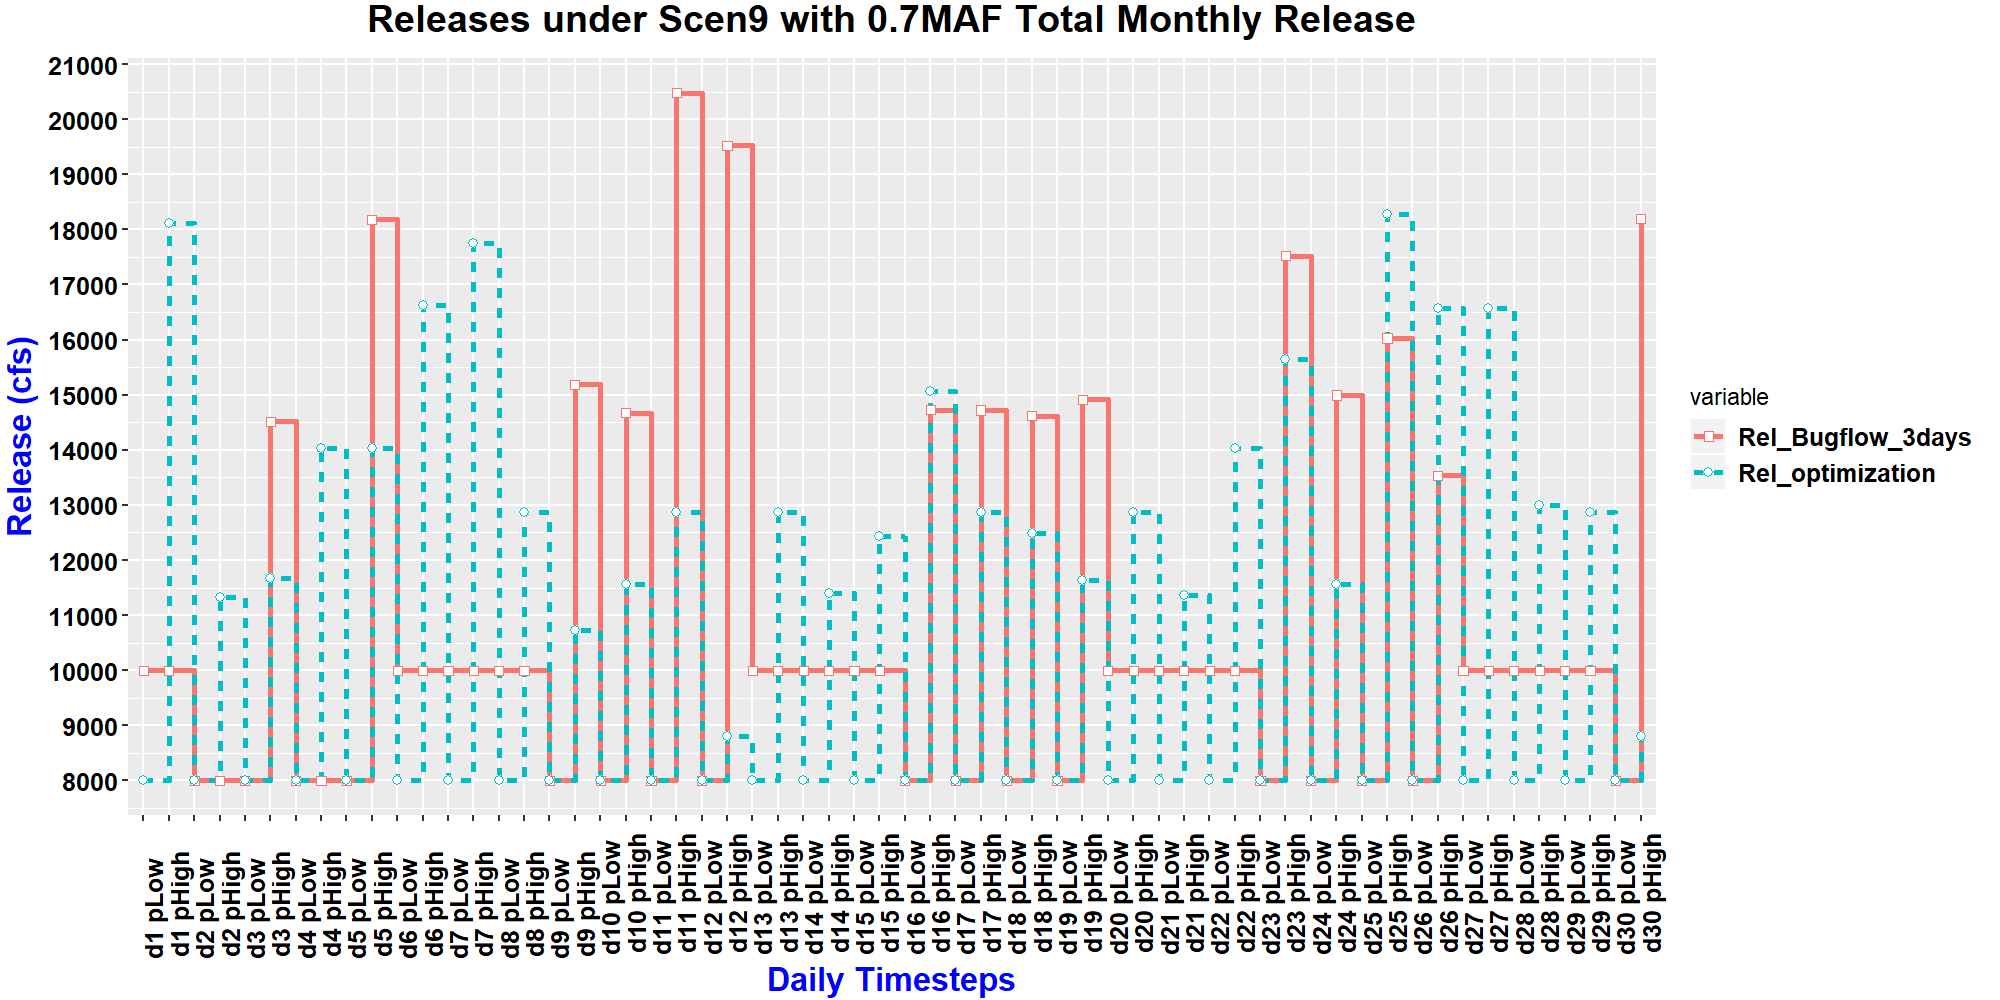 Releases under Scen9 with 0.7MAF Total Monthly Release
21000
20000
19000
18000
17000
16000
15000
14000
13000
12000
11000
10000
9000
8000
Release (cfs)
d1 pLow
d1 pHigh
d2 pLow
d2 pHigh
d3 pLow
d3 pHigh
d4 pLow
d4 pHigh
d5 pLow
d5 pHigh
d6 pLow
d6 pHigh
d7 pLow
d7 pHigh
d8 pLow
d8 pHigh
d9 pLow
d9 pHigh
d10 pLow
d10 pHigh
d11 pLow
d11 pHigh
d12 pLow
d12 pHigh
d13 pLow
d13 pHigh
d14 pLow
d14 pHigh
d15 pLow
d15 pHigh
d16 pLow
d16 pHigh
d17 pLow
d17 pHigh
d18 pLow
d18 pHigh
d19 pLow
d19 pHigh
d20 pLow
d20 pHigh
d21 pLow
d21 pHigh
d22 pLow
d22 pHigh
d23 pLow
d23 pHigh
d24 pLow
d24 pHigh
d25 pLow
d25 pHigh
d26 pLow
d26 pHigh
d27 pLow
d27 pHigh
d28 pLow
d28 pHigh
d29 pLow
d29 pHigh
d30 pLow
d30 pHigh
Daily Timesteps
variable
Rel_Bugflow_3days
Rel_optimization